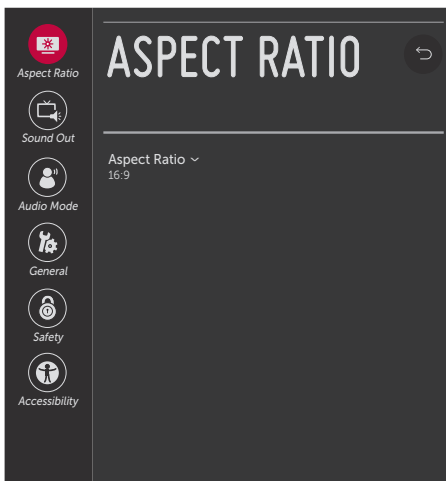 Aspect Ratio
Sound Out
Audio Mode
General
Safety
Accessibility
ASPECT RATIO
Aspect Ratio
16:9